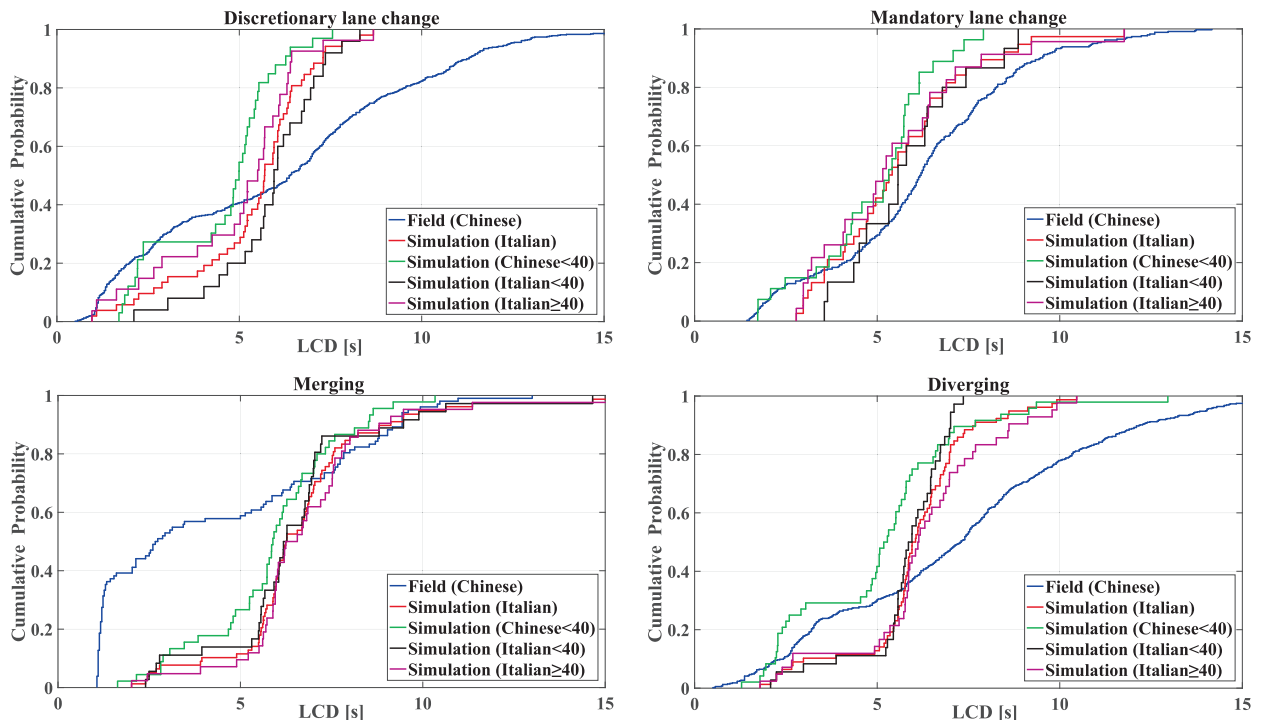 Discretionary lane change
Cumulative Probability
1
0.8
0.6
0.4
0.2
0
0
5
10
15
LCD [s]
Field (Chinese)
Simulation (Italian)
Simulation (Chinese<40)
Simulation (Italian<40)
Simulation (Italian≥40)
Mandatory lane change
Cumulative Probability
1
0.8
0.6
0.4
0.2
0
0
5
10
15
LCD [s]
Field (Chinese)
Simulation (Italian)
Simulation (Chinese<40)
Simulation (Italian<40)
Simulation (Italian≥40)
Merging
Cumulative Probability
1
0.8
0.6
0.4
0.2
0
0
5
10
15
LCD [s]
Field (Chinese)
Simulation (Italian)
Simulation (Chinese<40)
Simulation (Italian<40)
Simulation (Italian≥40)
Diverging
Cumulative Probability
1
0.8
0.6
0.4
0.2
0
0
5
10
15
LCD [s]
Field (Chinese)
Simulation (Italian)
Simulation (Chinese<40)
Simulation (Italian<40)
Simulation (Italian≥40)